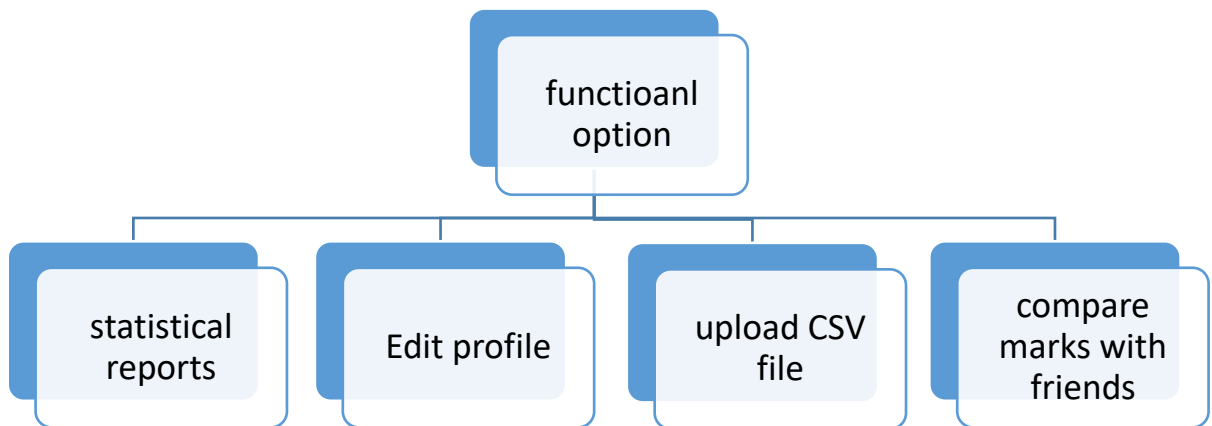 functioanl
option
statistical
reports
Edit profile
upload CSV
file
compare
marks with
friends